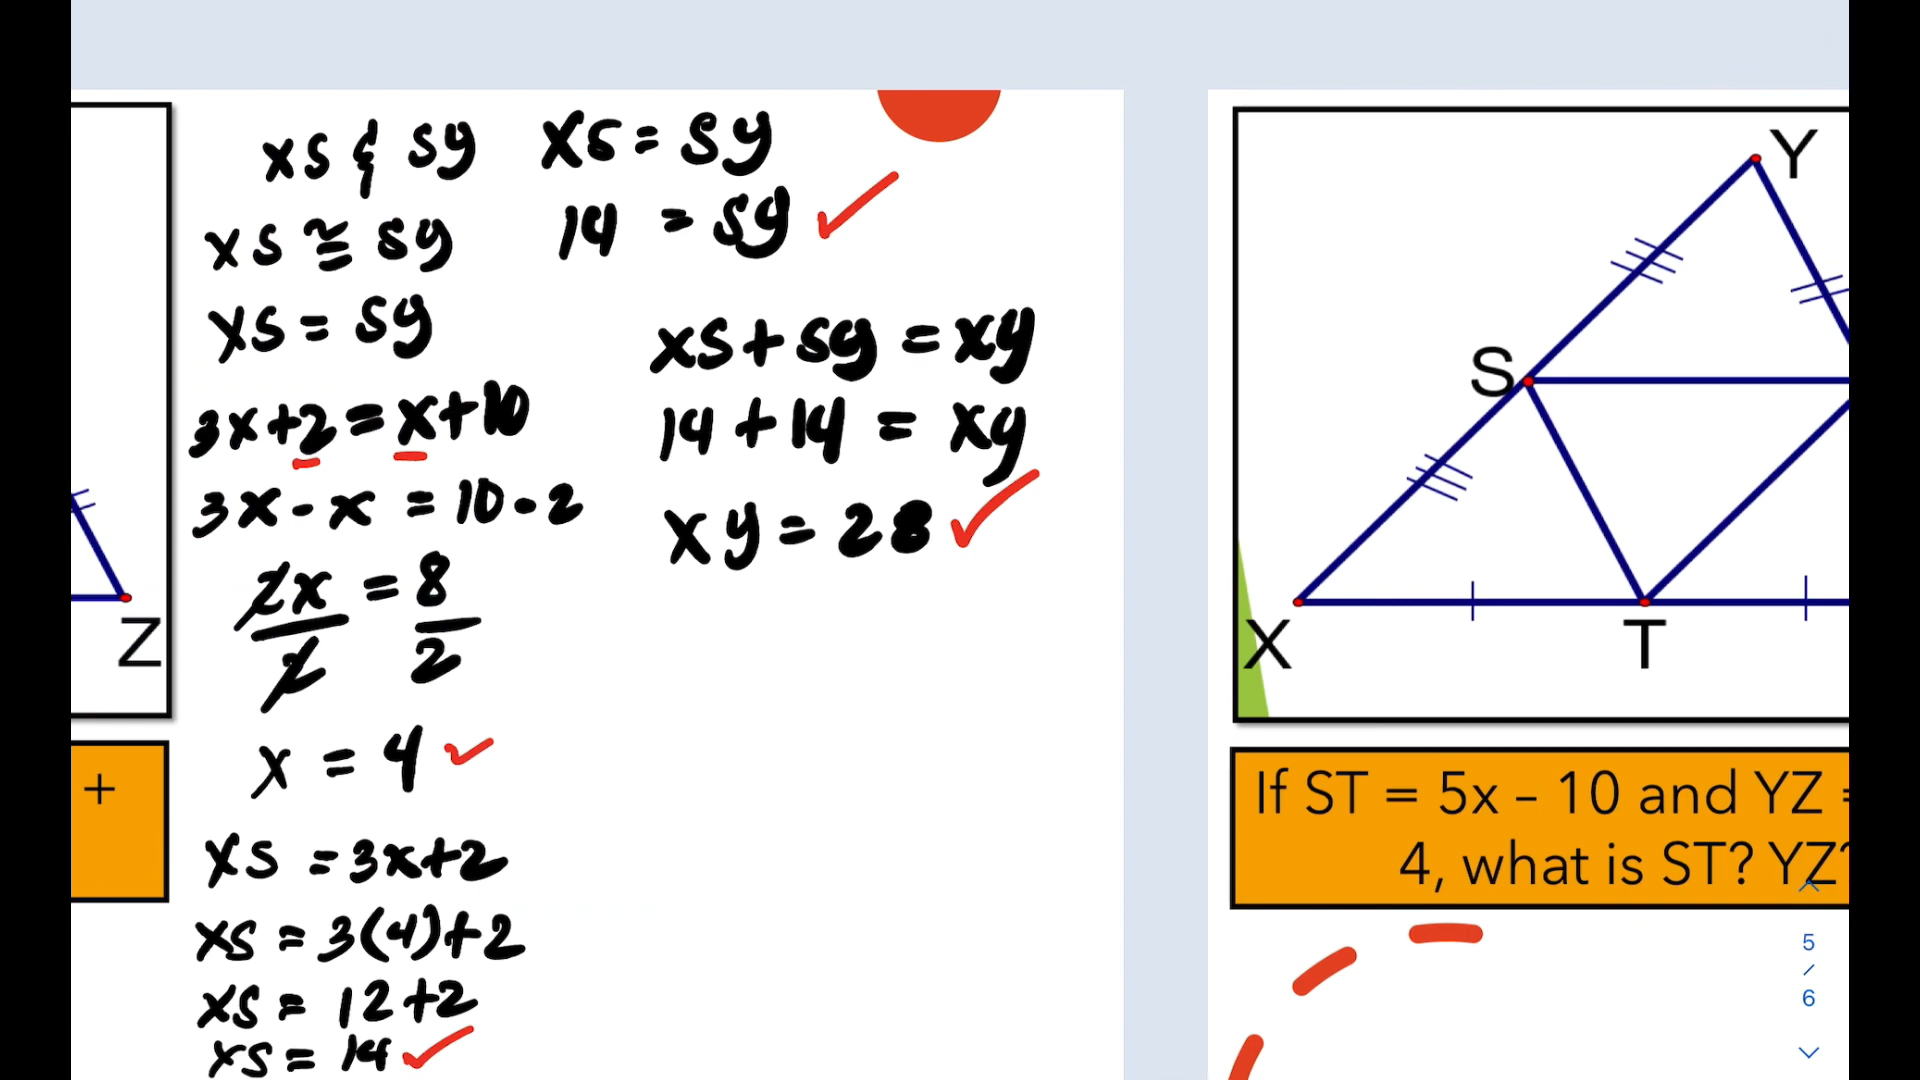 xs & sy
xs ≅ sy
xs = sy
3x+2 = x+10
3x - x = 10 - 2
2x = 8
2 2
x = 4 ✓
xs = 3x+2
xs = 3(4)+2
xs = 12+2
xs = 14 ✓
xs = sy
14 = sy ✓
xs + sy = xy
14 + 14 = xy
xy = 28 ✓
Z
+
Y
S
X
T
If ST = 5x – 10 and YZ =
4, what is ST? YZ?
5
/
6